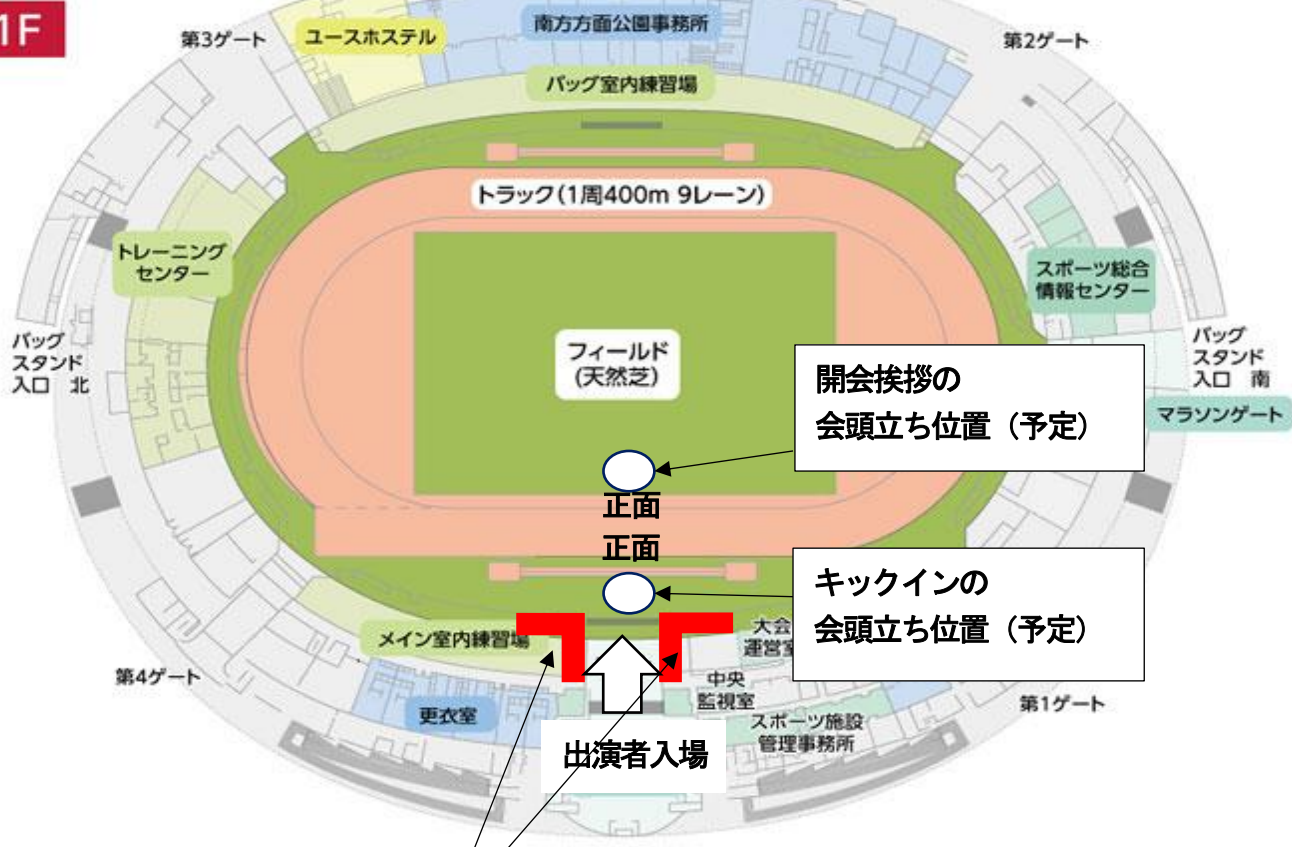 1F
第3ゲート
ユースホステル
南方方面公園事務所
第2ゲート
バッグ室内練習場
トラック(1周400m 9レーン)
トレーニング
センター
スポーツ総合
情報センター
バッグ
スタンド
入口 北
フィールド
(天然芝)
バッグ
スタンド
入口 南
マラソンゲート
開会挨拶の
会頭立ち位置（予定）
正面
正面
キックインの
会頭立ち位置（予定）
メイン室内練習場
大会
運営室
中央
監視室
第4ゲート
更衣室
スポーツ施設
管理事務所
第1ゲート
出演者入場